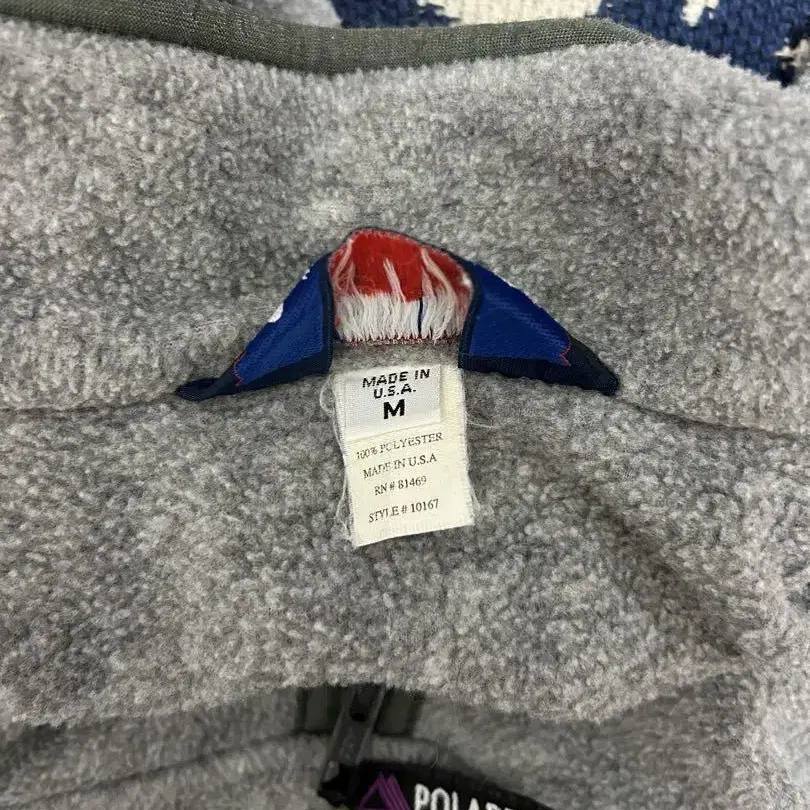 MADE IN
U.S.A.
M
100% POLYESTER
MADE IN U.S.A
RN # 81469
STYLE # 10167